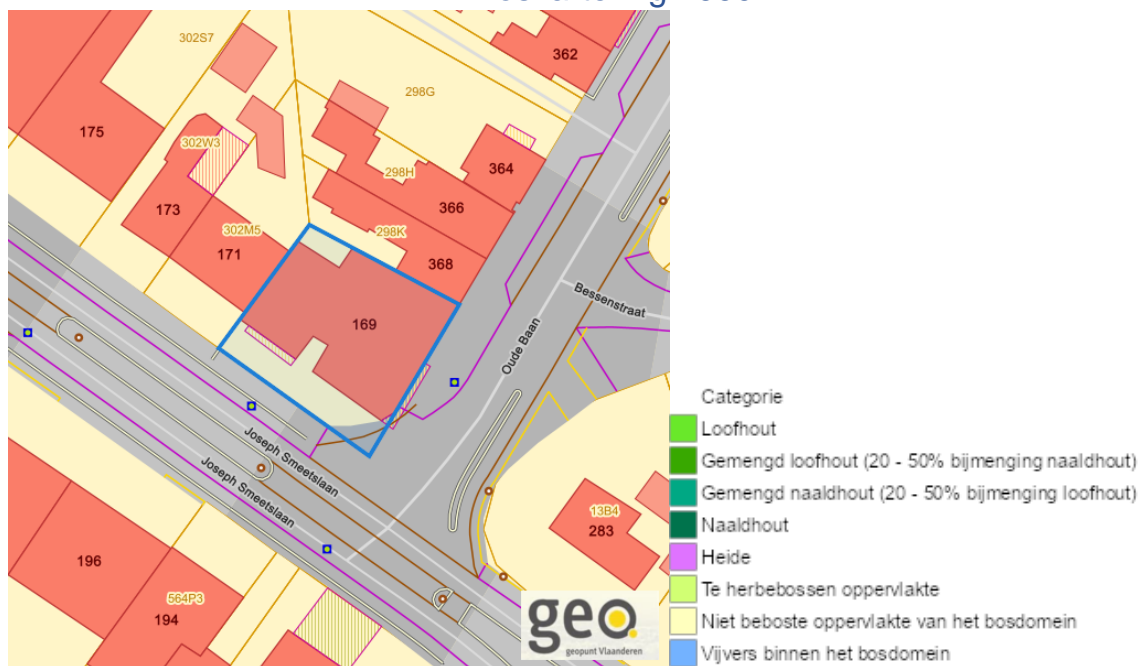 302S7
362
298G
175
302W3
364
298H
173
366
302M5
298K
171
368
Bessenstraat
169
Oude Baan
Joseph Smeetslaan
Joseph Smeetslaan
13B4
283
196
564P3
194
geo.
geopunt Vlaanderen
Categorie
Loofhout
Gemengd loofhout (20 - 50% bijmenging naaldhout)
Gemengd naaldhout (20 - 50% bijmenging loofhout)
Naaldhout
Heide
Te herbebossen oppervlakte
Niet beboste oppervlakte van het bosdomein
Vijvers binnen het bosdomein